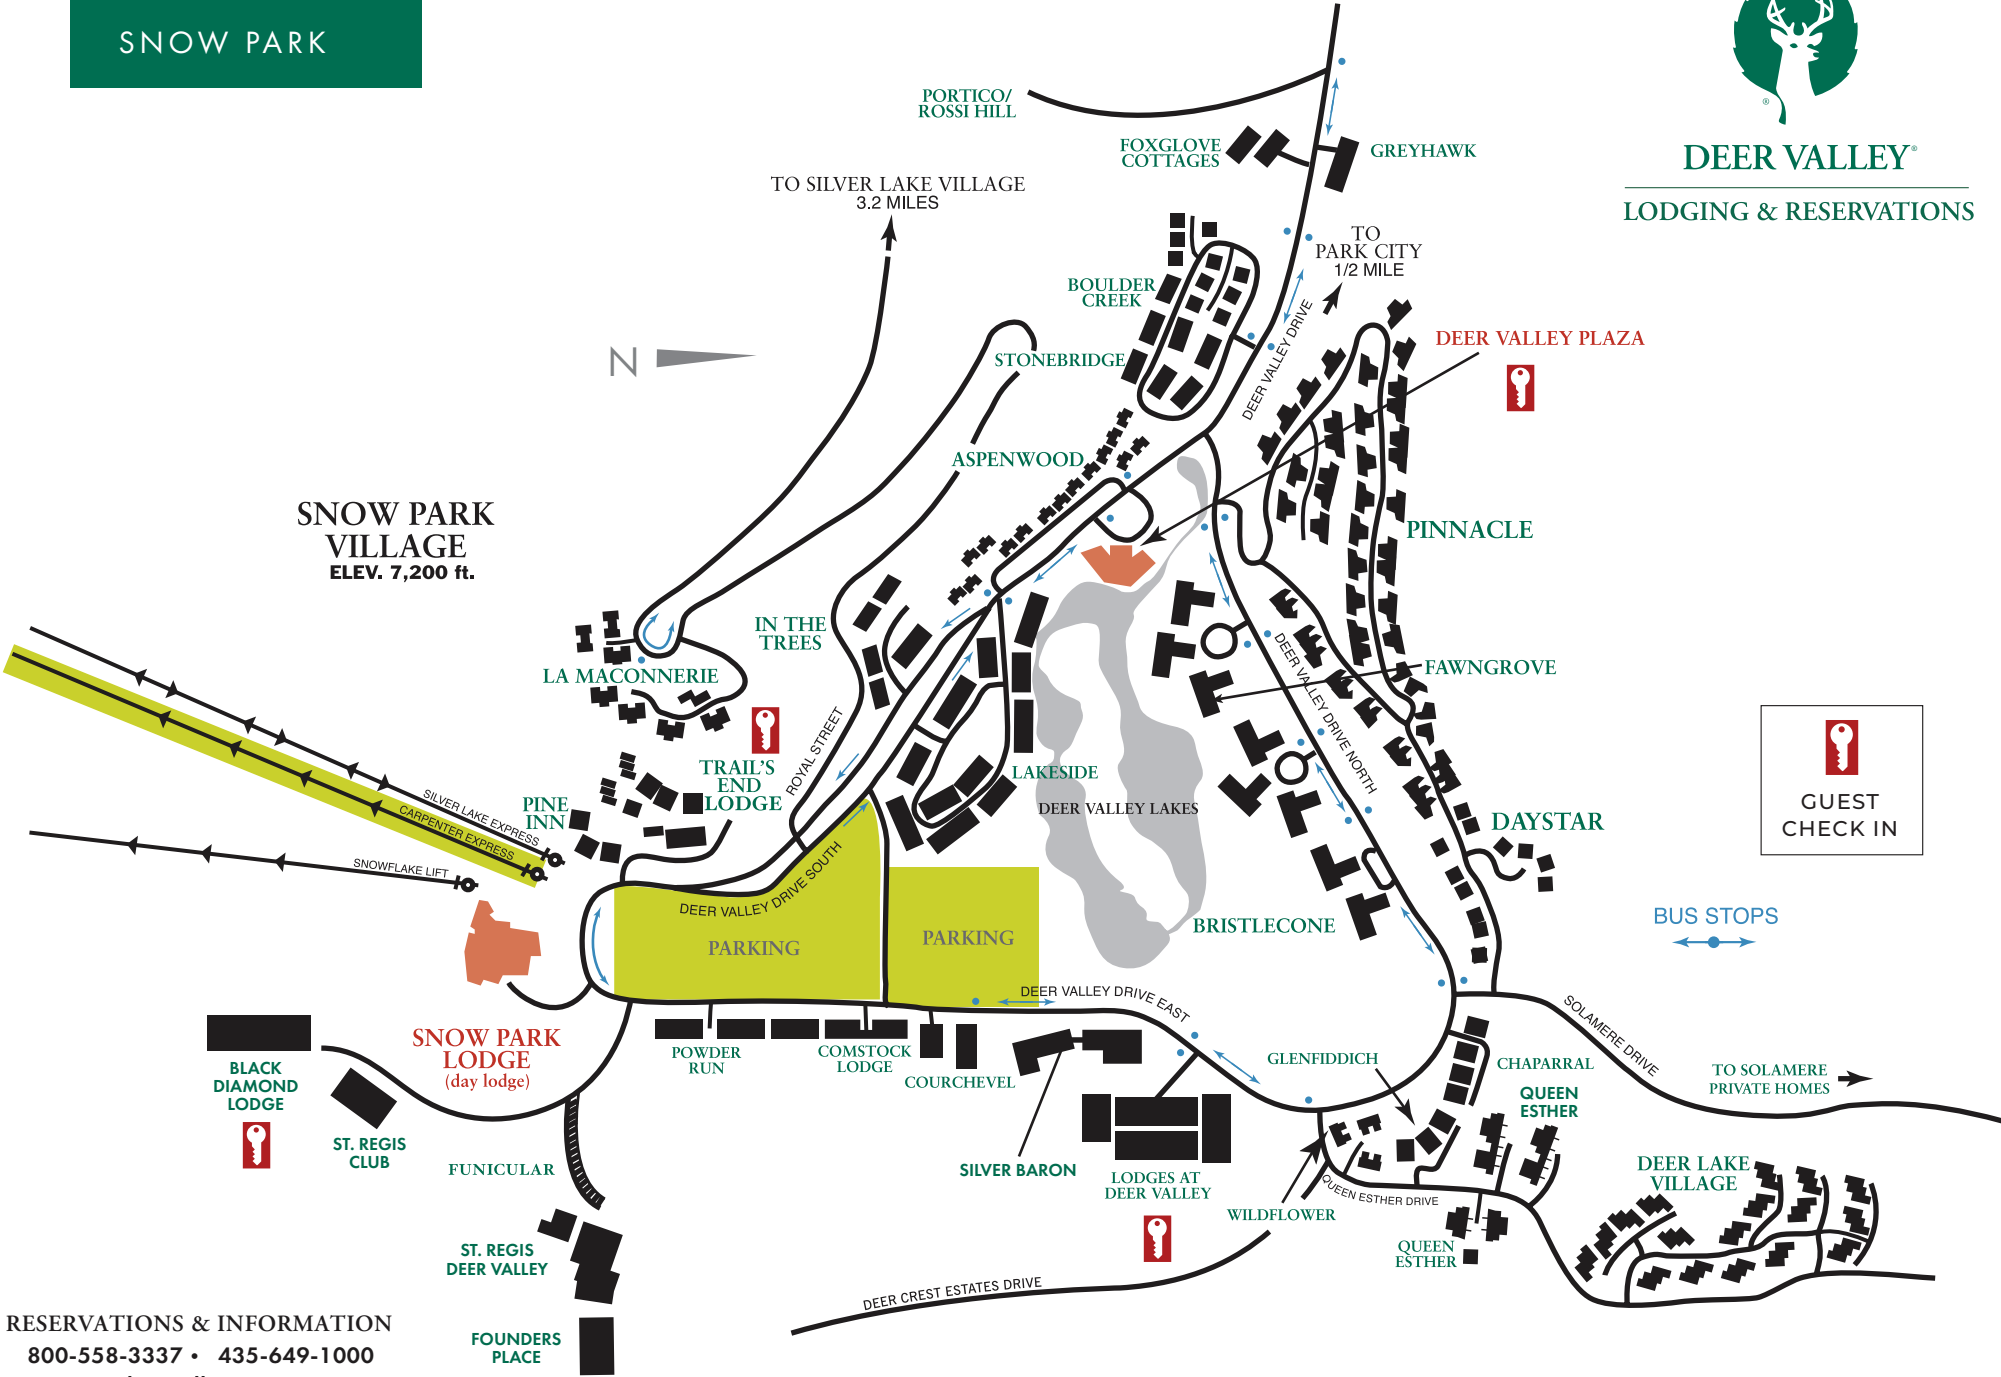 SNOW PARK
®
DEER VALLEY®
LODGING & RESERVATIONS
PORTICO/
ROSSI HILL
FOXGLOVE
COTTAGES
GREYHAWK
TO SILVER LAKE VILLAGE
3.2 MILES
TO
PARK CITY
1/2 MILE
BOULDER
CREEK
DEER VALLEY DRIVE
DEER VALLEY PLAZA
N
STONEBRIDGE
ASPENWOOD
SNOW PARK
VILLAGE
ELEV. 7,200 ft.
PINNACLE
IN THE
TREES
LA MACONNERIE
FAWNGROVE
DEER VALLEY DRIVE NORTH
ROYAL STREET
TRAIL'S
END
LODGE
LAKESIDE
DEER VALLEY LAKES
PINE
INN
SILVER LAKE EXPRESS
CARPENTER EXPRESS
SNOWFLAKE LIFT
DAYSTAR
GUEST
CHECK IN
DEER VALLEY DRIVE SOUTH
PARKING
PARKING
BRISTLECONE
BUS STOPS
DEER VALLEY DRIVE EAST
SOLAMERE DRIVE
SNOW PARK
LODGE
(day lodge)
BLACK
DIAMOND
LODGE
POWDER
RUN
COMSTOCK
LODGE
COURCHEVEL
GLENFIDDICH
CHAPARRAL
TO SOLAMERE
PRIVATE HOMES
QUEEN
ESTHER
ST. REGIS
CLUB
FUNICULAR
SILVER BARON
LODGES AT
DEER VALLEY
WILDFLOWER
QUEEN ESTHER DRIVE
DEER LAKE
VILLAGE
QUEEN
ESTHER
ST. REGIS
DEER VALLEY
DEER CREST ESTATES DRIVE
FOUNDERS
PLACE
RESERVATIONS & INFORMATION
800-558-3337 • 435-649-1000